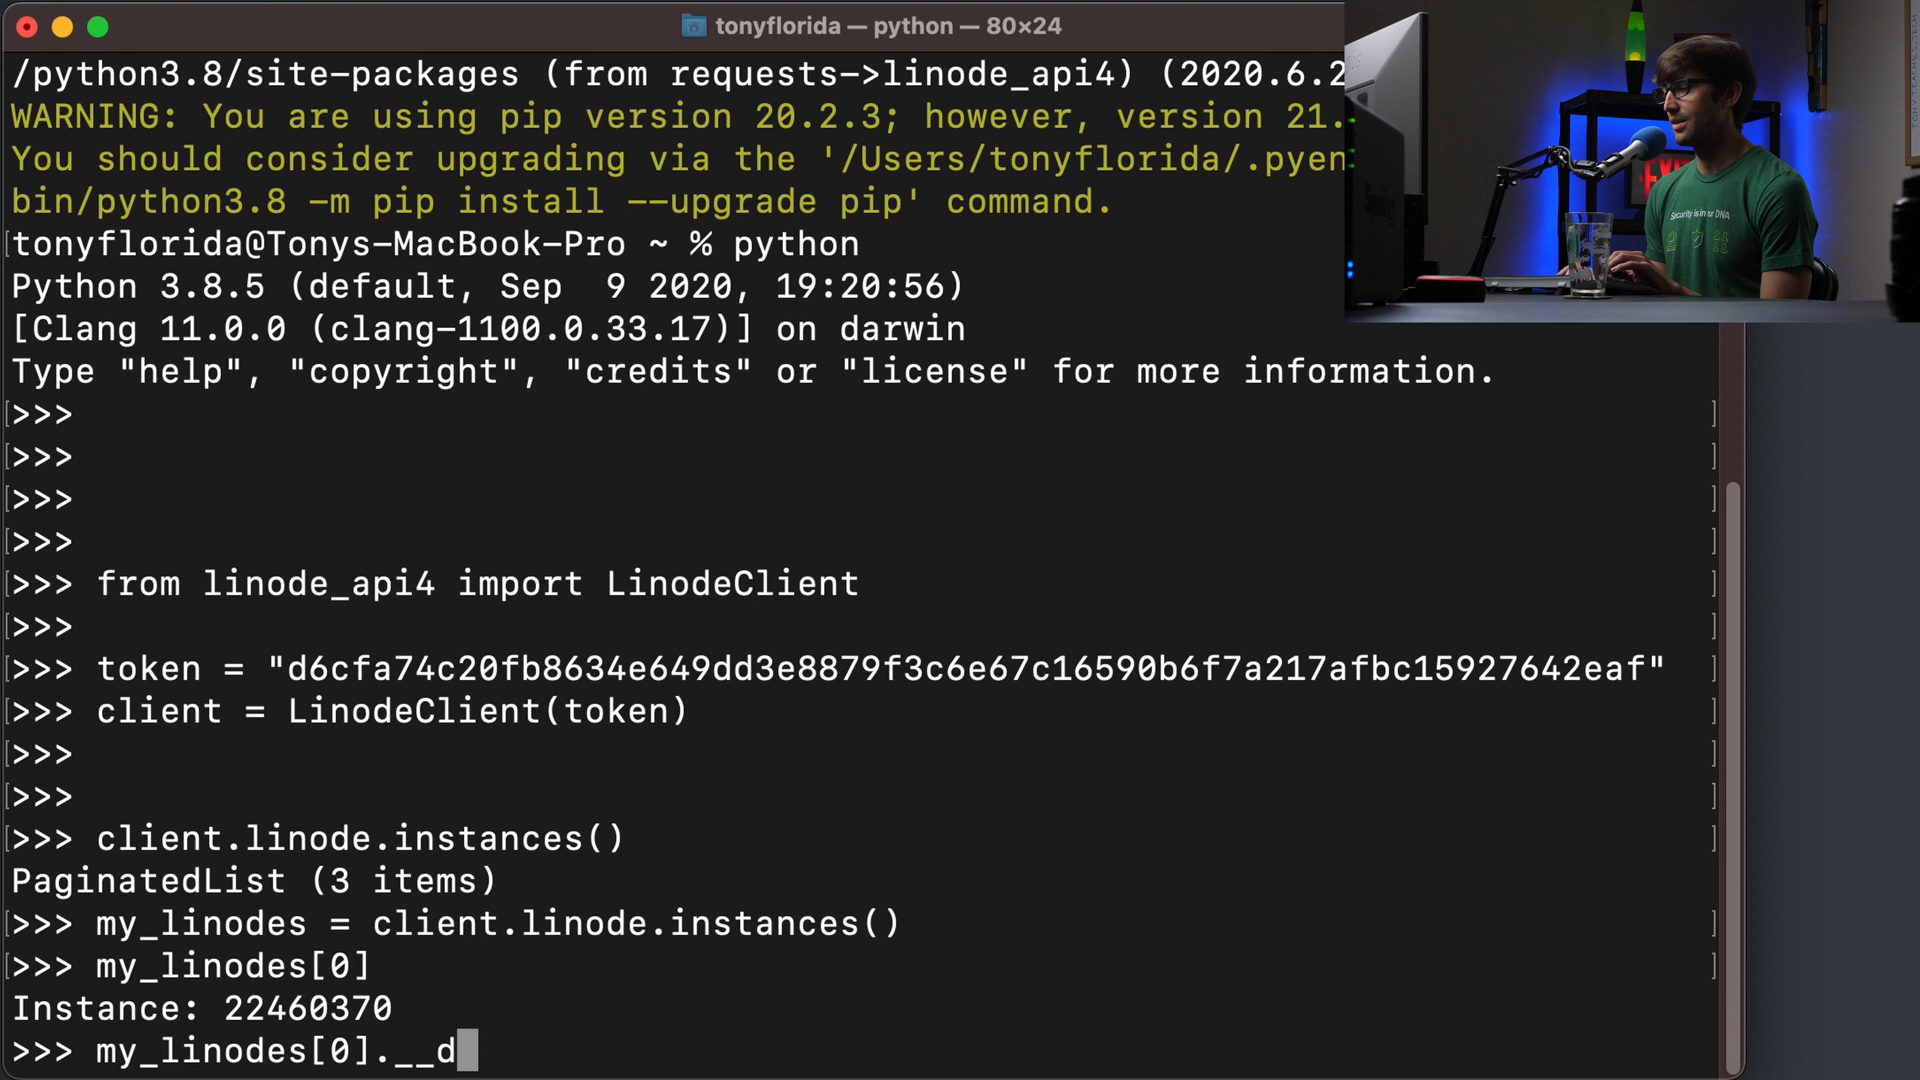 tonyflorida — python — 80×24
/python3.8/site-packages (from requests->linode_api4) (2020.6.2
WARNING: You are using pip version 20.2.3; however, version 21.
You should consider upgrading via the '/Users/tonyflorida/.pyen
bin/python3.8 -m pip install --upgrade pip' command.
tonyflorida@Tonys-MacBook-Pro ~ % python
Python 3.8.5 (default, Sep  9 2020, 19:20:56)
[Clang 11.0.0 (clang-1100.0.33.17)] on darwin
Type "help", "copyright", "credits" or "license" for more information.
>>>
>>>
>>>
>>>
>>> from linode_api4 import LinodeClient
>>>
>>> token = "d6cfa74c20fb8634e649dd3e8879f3c6e67c16590b6f7a217afbc15927642eaf"
>>> client = LinodeClient(token)
>>>
>>>
>>> client.linode.instances()
PaginatedList (3 items)
>>> my_linodes = client.linode.instances()
>>> my_linodes[0]
Instance: 22460370
>>> my_linodes[0].__d
Security is in our DNA